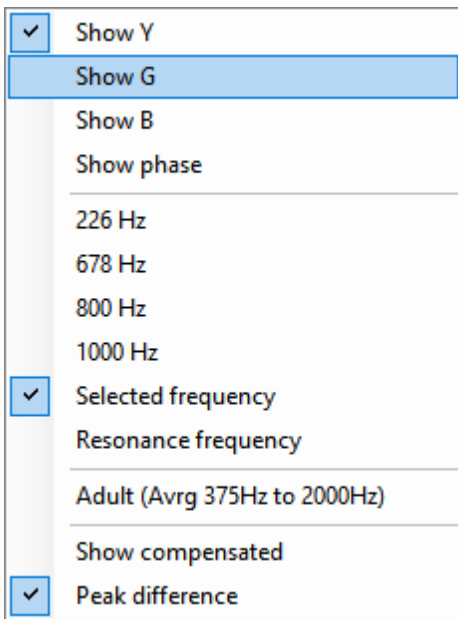 Show Y
Show G
Show B
Show phase
226 Hz
678 Hz
800 Hz
1000 Hz
Selected frequency
Resonance frequency
Adult (Avrg 375Hz to 2000Hz)
Show compensated
Peak difference